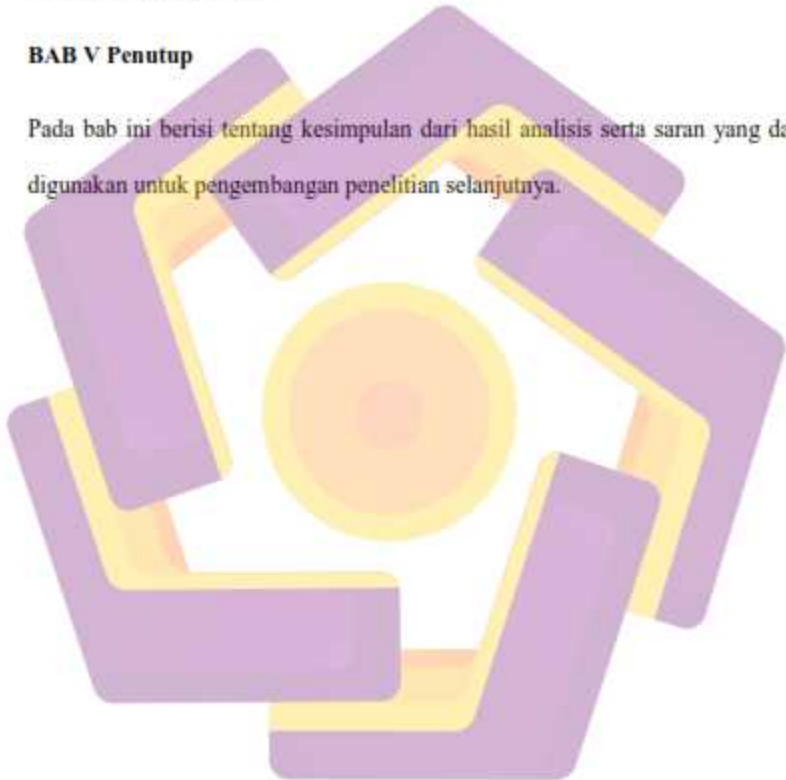 BAB V Penutup
Pada bab ini berisi tentang kesimpulan dari hasil analisis serta saran yang da
digunakan untuk pengembangan penelitian selanjutnya.